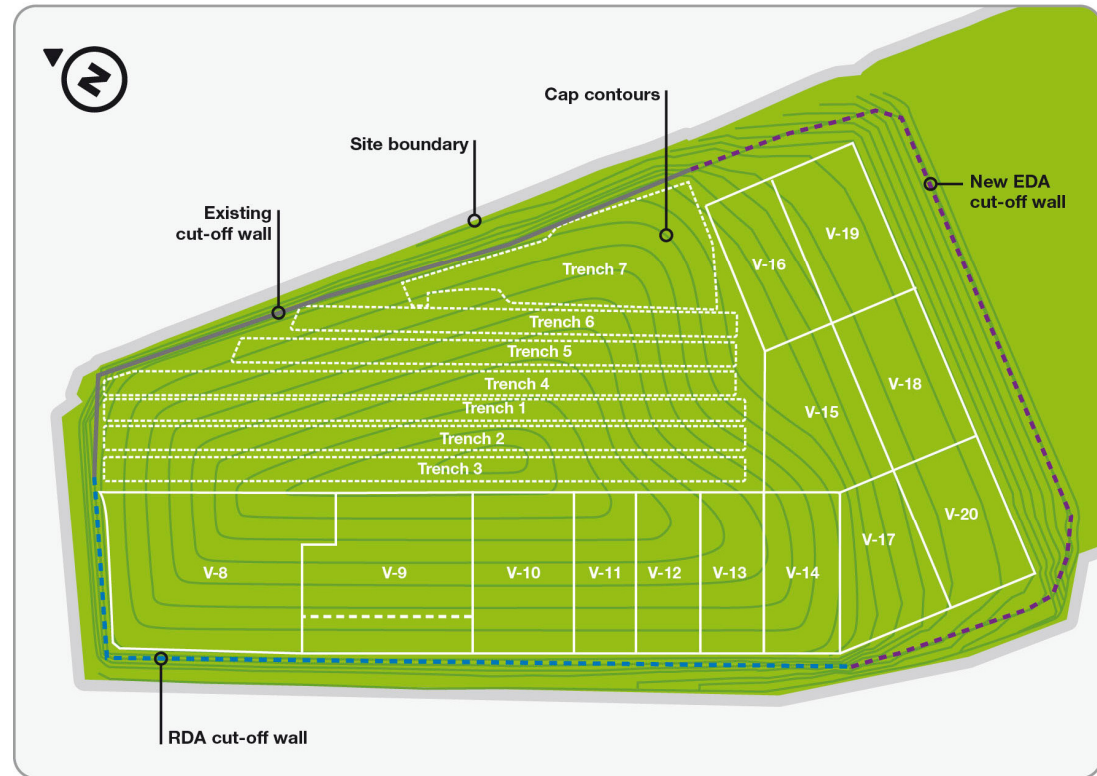 N
Cap contours
Site boundary
Existing
cut-off wall
New EDA
cut-off wall
V-19
V-16
Trench 7
Trench 6
Trench 5
Trench 4
Trench 1
Trench 2
Trench 3
V-18
V-15
V-20
V-17
V-8
V-9
V-10
V-11
V-12
V-13
V-14
RDA cut-off wall